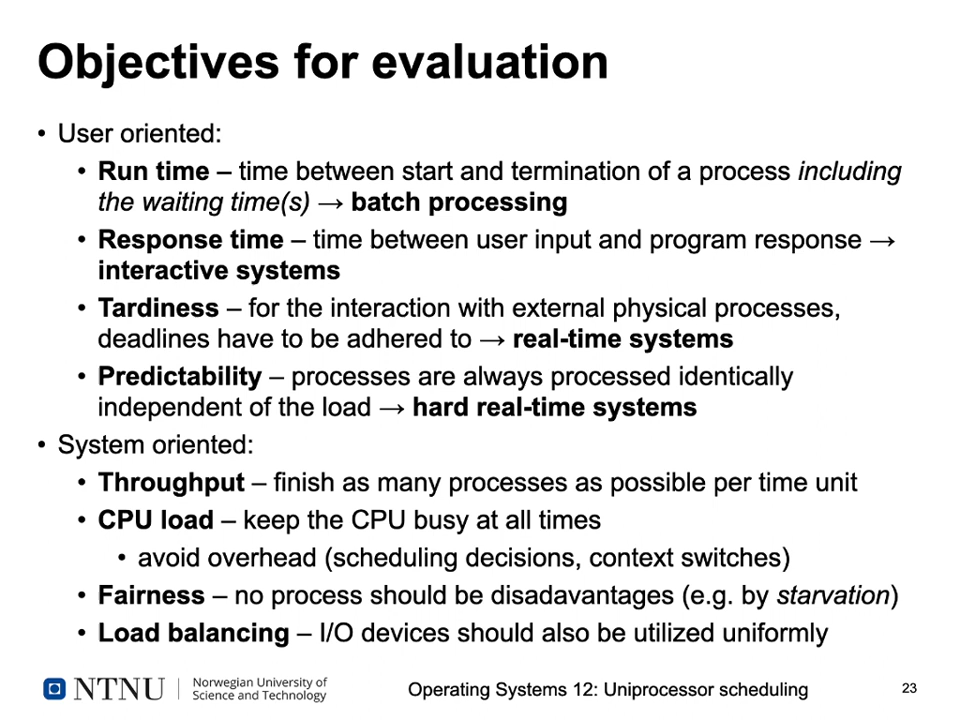 Objectives for evaluation
• User oriented:
• Run time – time between start and termination of a process including
the waiting time(s) → batch processing
• Response time – time between user input and program response →
interactive systems
• Tardiness – for the interaction with external physical processes,
deadlines have to be adhered to → real-time systems
• Predictability – processes are always processed identically
independent of the load → hard real-time systems
• System oriented:
• Throughput – finish as many processes as possible per time unit
• CPU load – keep the CPU busy at all times
• avoid overhead (scheduling decisions, context switches)
• Fairness – no process should be disadavantages (e.g. by starvation)
• Load balancing – I/O devices should also be utilized uniformly
NTNU
Norwegian University of
Science and Technology
Operating Systems 12: Uniprocessor scheduling
23